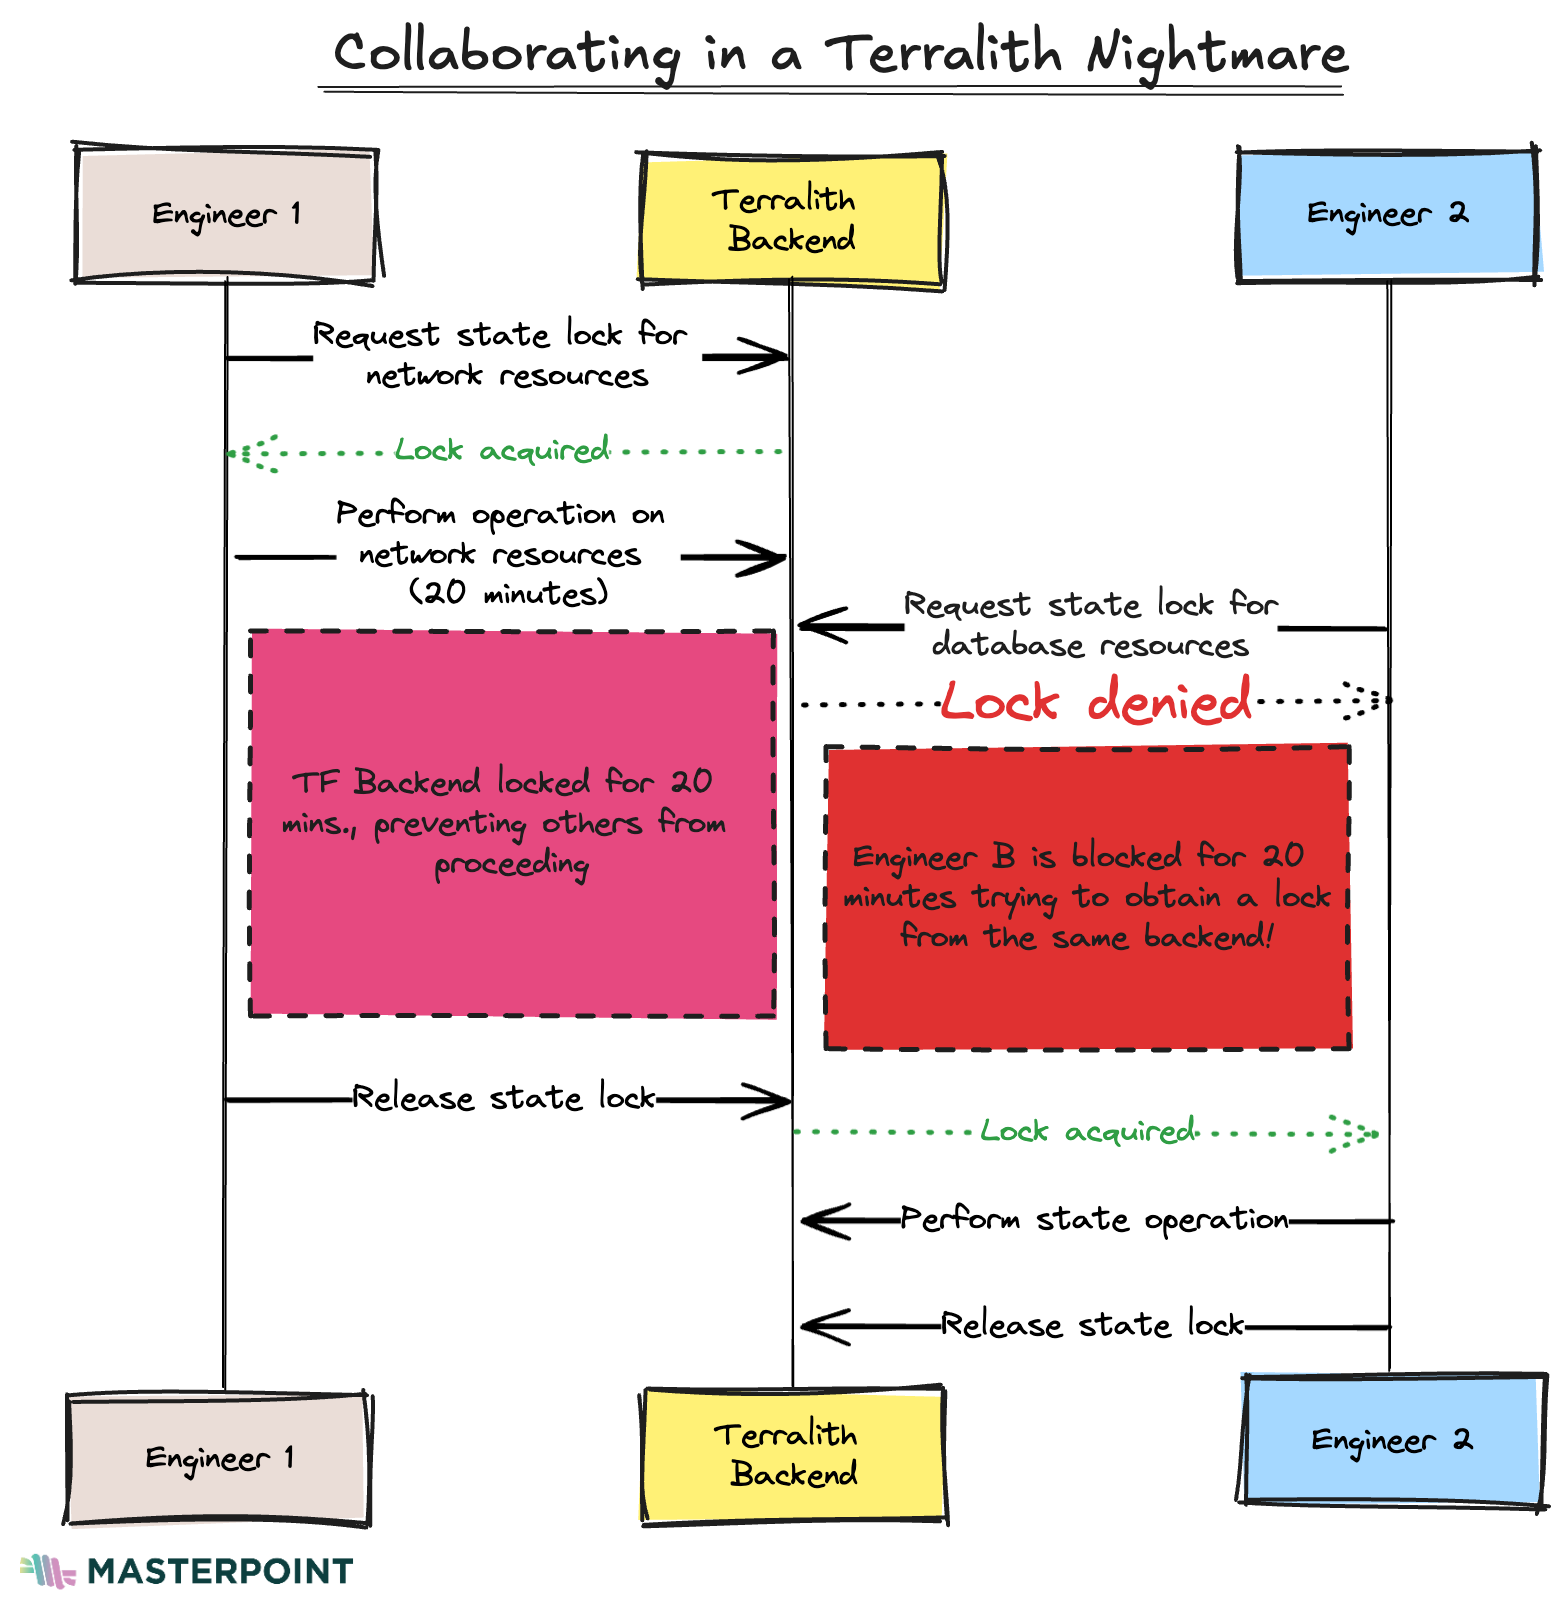 Collaborating in a Terralith Nightmare
Engineer 1
Terralith
Backend
Engineer 2
Request state lock for
network resources
Lock acquired
Perform operation on
network resources
(20 minutes)
Request state lock for
database resources
Lock denied
TF Backend locked for 20
mins., preventing others from
proceeding
Engineer B is blocked for 20
minutes trying to obtain a lock
from the same backend!
Release state lock
Lock acquired
Perform state operation
Release state lock
Engineer 1
Terralith
Backend
Engineer 2
MASTERPOINT